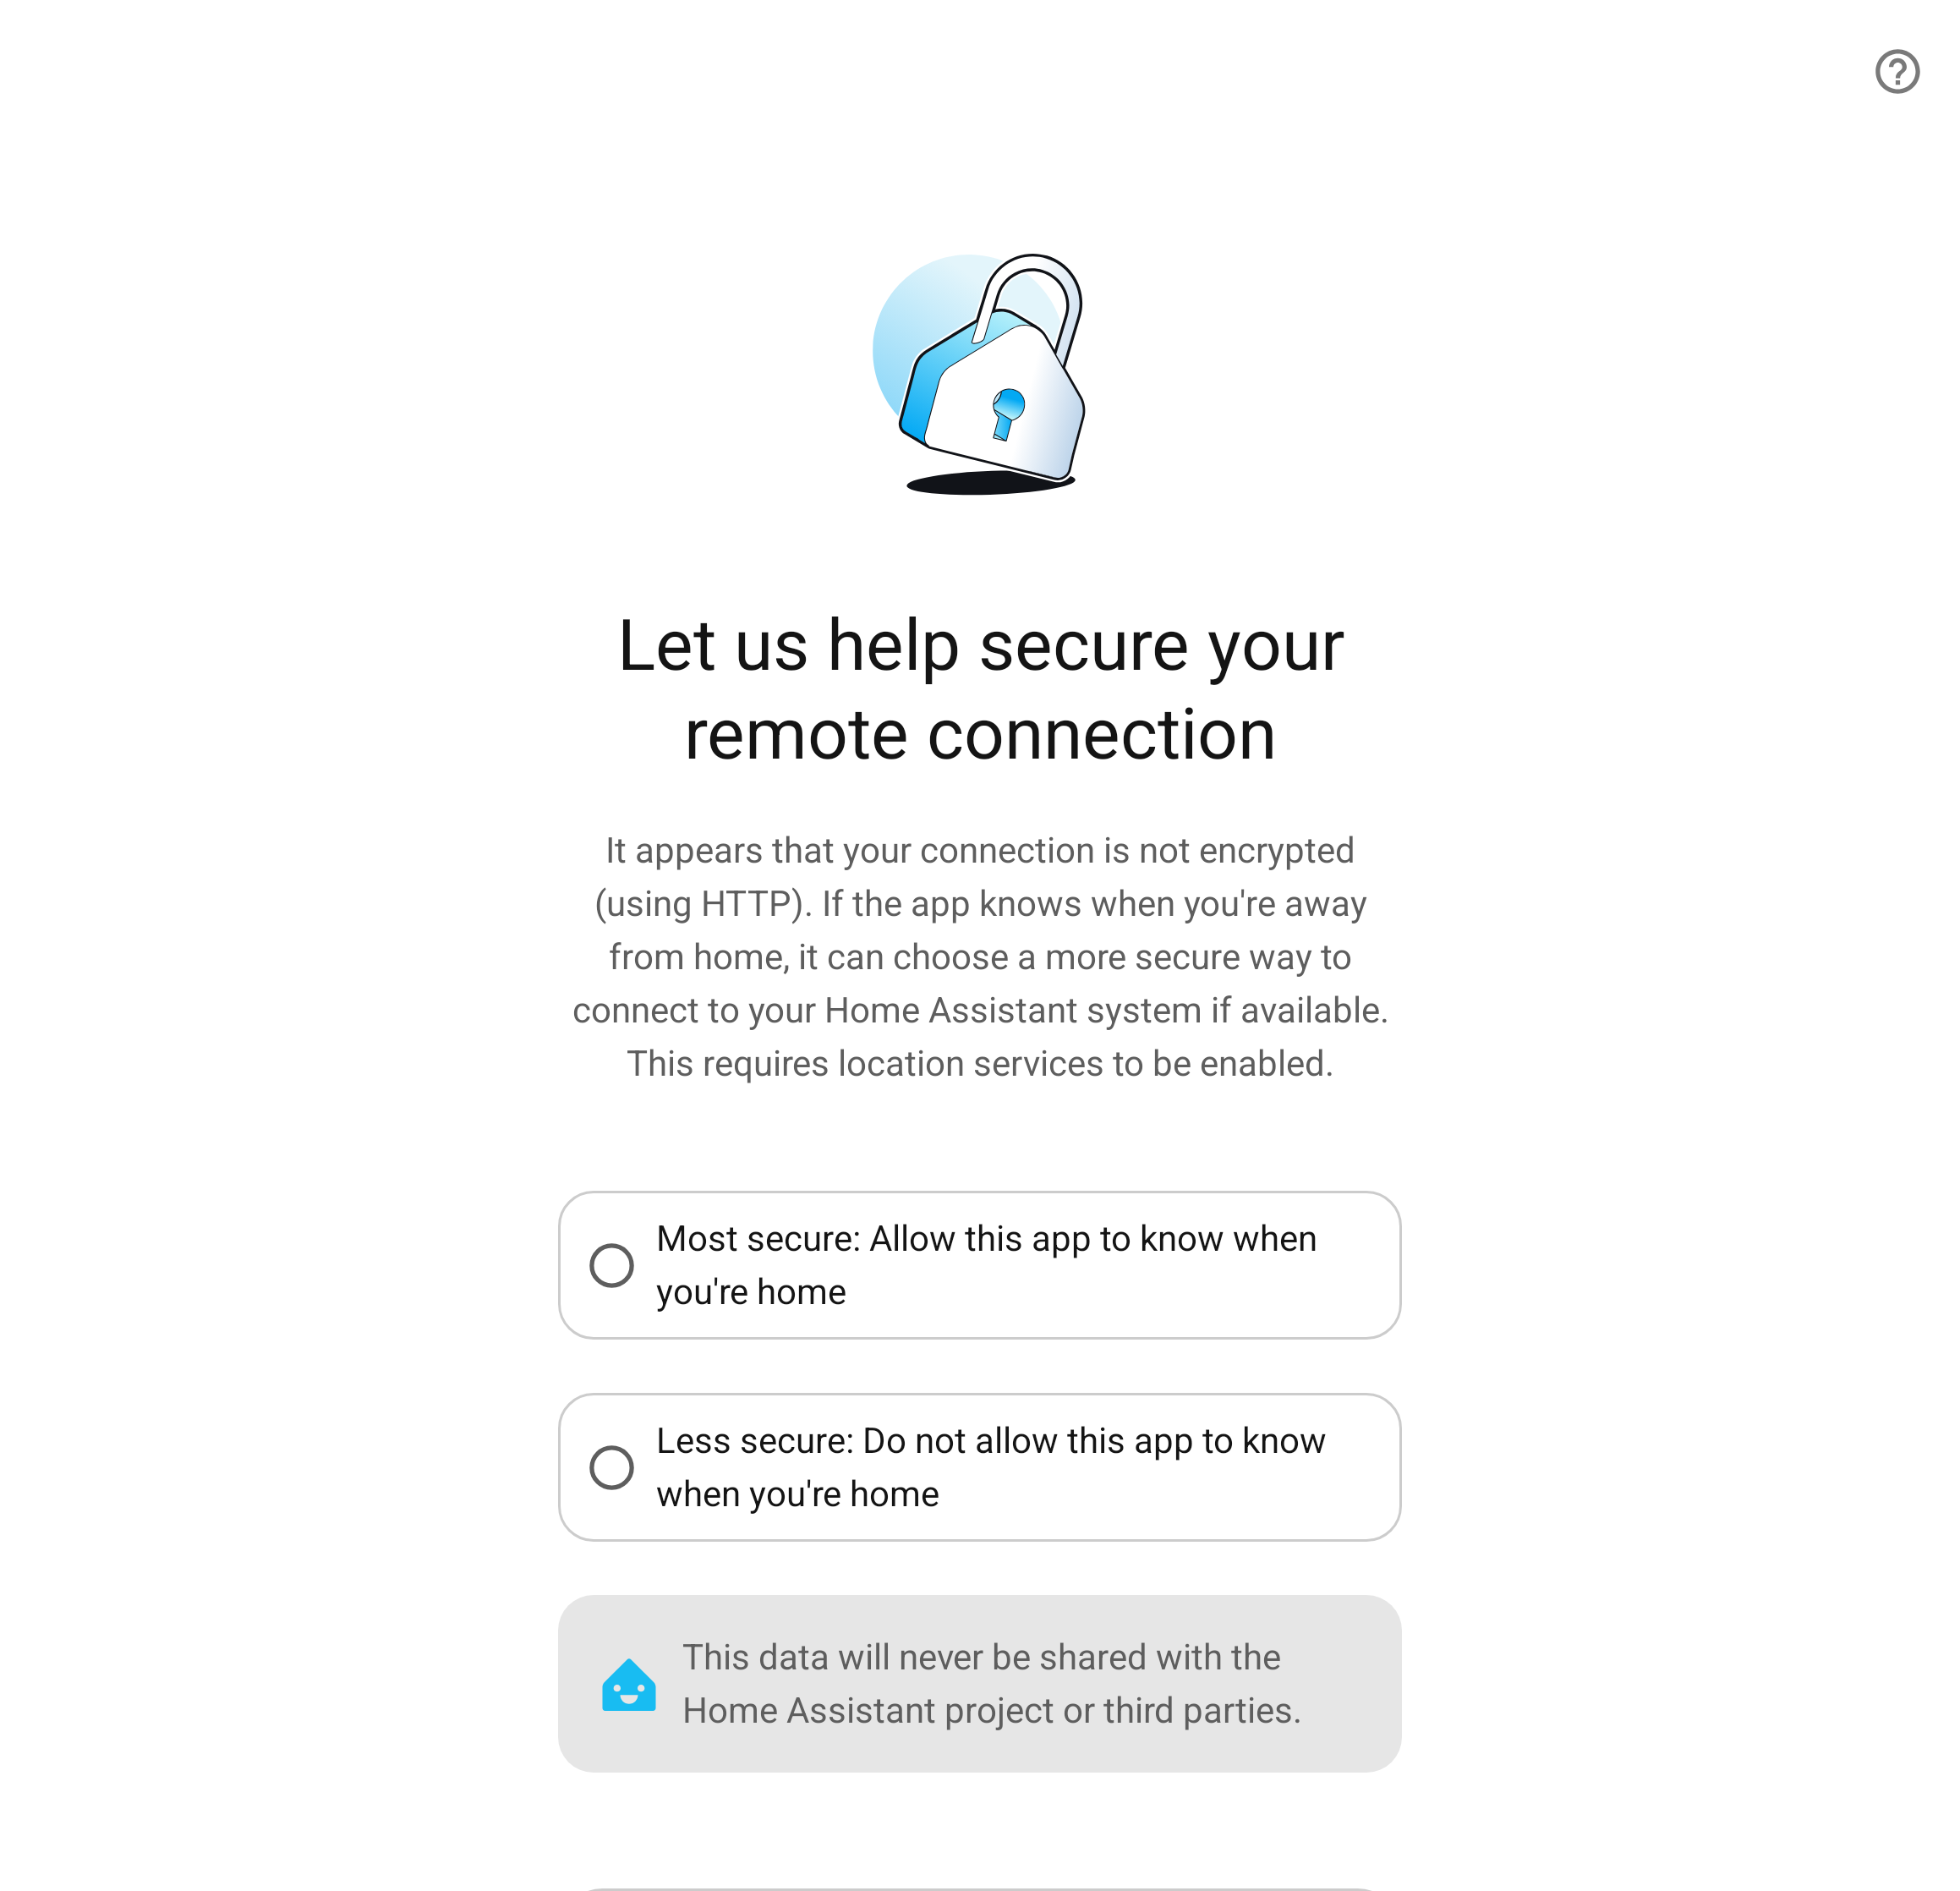 Let us help secure your
remote connection
It appears that your connection is not encrypted
(using HTTP). If the app knows when you're away
from home, it can choose a more secure way to
connect to your Home Assistant system if available.
This requires location services to be enabled.
Most secure: Allow this app to know when
you're home
Less secure: Do not allow this app to know
when you're home
This data will never be shared with the
Home Assistant project or third parties.